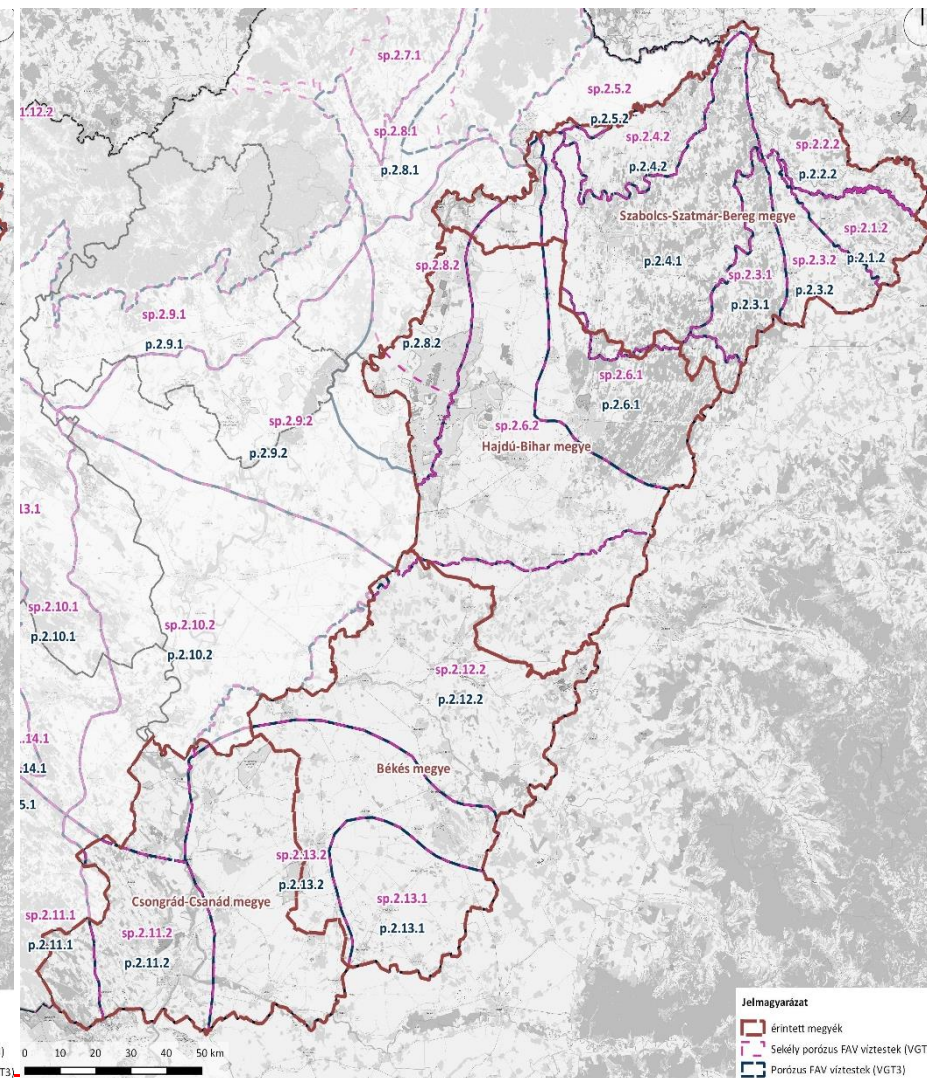 sp.2.7.1
sp.2.5.2
1.12.2
p.2.5.2
sp.2.8.1
sp.2.4.2
sp.2.2.2
p.2.8.1
p.2.4.2
p.2.2.2
Szabolcs-Szatmár-Bereg megye
sp.2.1.2
p.2.4.1
sp.2.3.2
p.2.1.2
sp.2.8.2
sp.2.3.1
p.2.3.2
p.2.3.1
sp.2.9.1
p.2.9.1
p.2.8.2
sp.2.6.1
p.2.6.1
sp.2.9.2
sp.2.6.2
Hajdú-Bihar megye
p.2.9.2
13.1
sp.2.10.1
p.2.10.1
sp.2.10.2
p.2.10.2
sp.2.12.2
p.2.12.2
.14.1
.14.1
Békés megye
5.1
sp.2.13.2
p.2.13.2
sp.2.13.1
Csongrád-Csanád megye
sp.2.11.1
p.2.11.1
sp.2.11.2
p.2.13.1
p.2.11.2
Jelmagyarázat
érintett megyék
Sekély porózus FAV víztestek (VGT
Porózus FAV víztestek (VGT3)
0 10 20 30 40 50 km
T3)